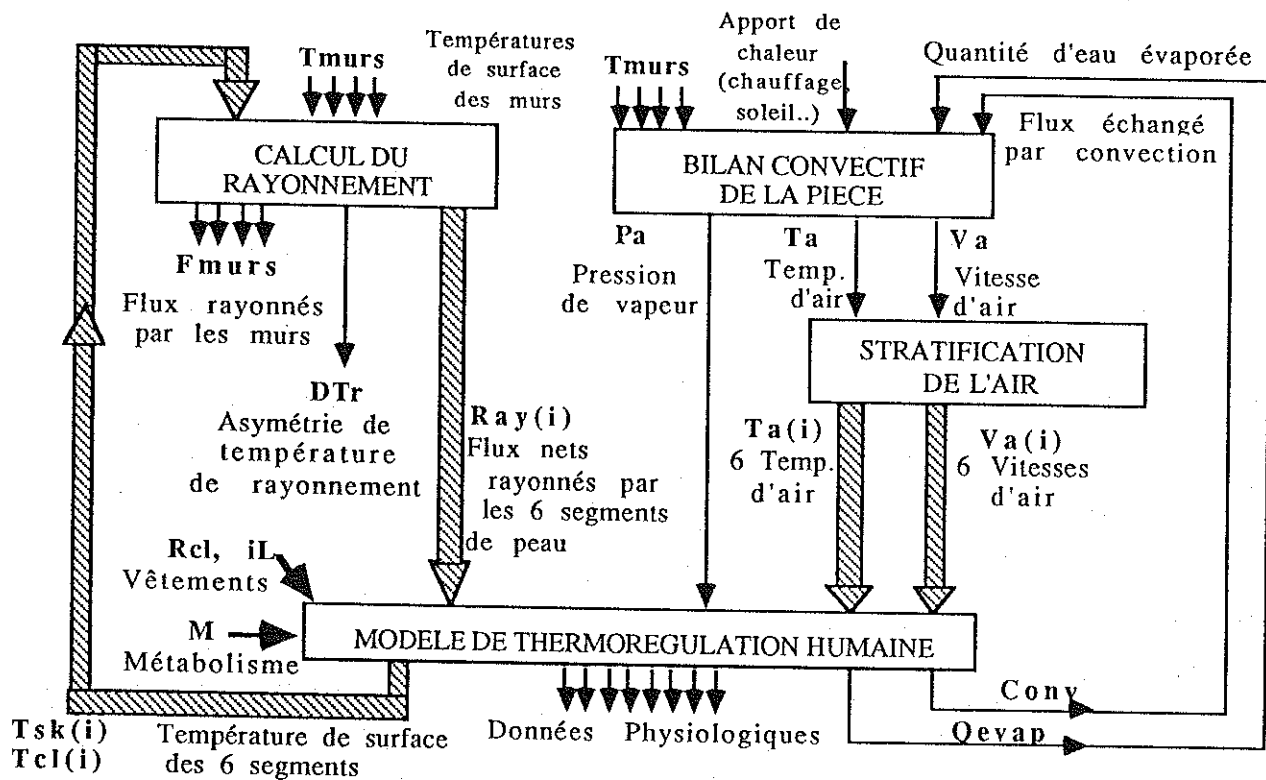 Tmurs
Températures
de surface
des murs
Tmurs
Apport de
chaleur
(chauffage,
soleil..)
Quantité d'eau évaporée
Flux échangé
par convection
CALCUL DU
RAYONNEMENT
BILAN CONVECTIF
DE LA PIECE
Fmurs
Flux rayonnés
par les murs
Pa
Pression
de vapeur
Ta
Temp.
d'air
Va
Vitesse
d'air
STRATIFICATION
DE L'AIR
DTr
Asymétrie de
température
de rayonnement
Ray(i)
Flux nets
rayonnés par
les 6 segments
de peau
Ta(i)
6 Temp.
d'air
Va(i)
6 Vitesses
d'air
Rcl, iL
Vêtements
M
Métabolisme
MODELE DE THERMOREGULATION HUMAINE
Conv
Qevap
Données Physiologiques
Tsk(i)
Tcl(i)
Température de surface
des 6 segments